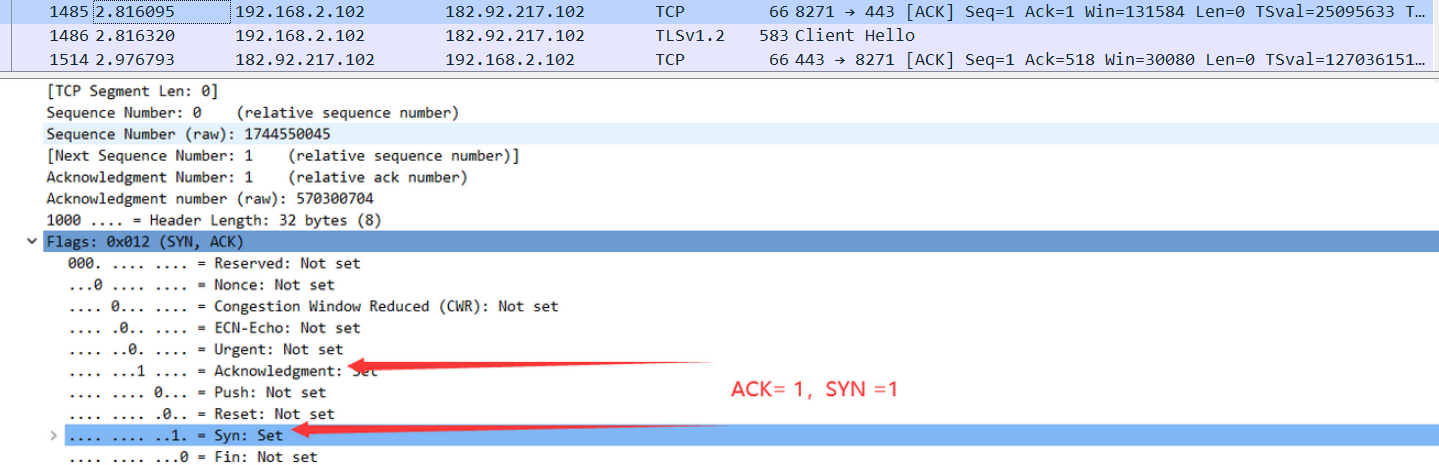 1485 2.816095 192.168.2.102 182.92.217.102 TCP 66 8271 → 443 [ACK] Seq=1 Ack=1 Win=131584 Len=0 TSval=25095633 T…
1486 2.816320 192.168.2.102 182.92.217.102 TLSv1.2 583 Client Hello
1514 2.976793 182.92.217.102 192.168.2.102 TCP 66 443 → 8271 [ACK] Seq=1 Ack=518 Win=30080 Len=0 TSval=127036151…
[TCP Segment Len: 0]
Sequence Number: 0 (relative sequence number)
Sequence Number (raw): 1744550045
[Next Sequence Number: 1 (relative sequence number)]
Acknowledgment Number: 1 (relative ack number)
Acknowledgment number (raw): 570300704
1000 .... = Header Length: 32 bytes (8)
Flags: 0x012 (SYN, ACK)
000. .... .... = Reserved: Not set
...0 .... .... = Nonce: Not set
.... 0... .... = Congestion Window Reduced (CWR): Not set
.... .0.. .... = ECN-Echo: Not set
.... ..0. .... = Urgent: Not set
.... ...1 .... = Acknowledgment: Set
.... .... 0... = Push: Not set
.... .... .0.. = Reset: Not set
.... .... ..1. = Syn: Set
.... .... ...0 = Fin: Not set
ACK= 1，SYN =1